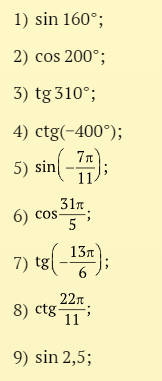 1) sin 160°;
2) cos 200°;
3) tg 310°;
4) ctg(−400°);
5) sin(−7π/11);
6) cos 31π/5;
7) tg(−13π/6);
8) ctg 22π/11;
9) sin 2,5;